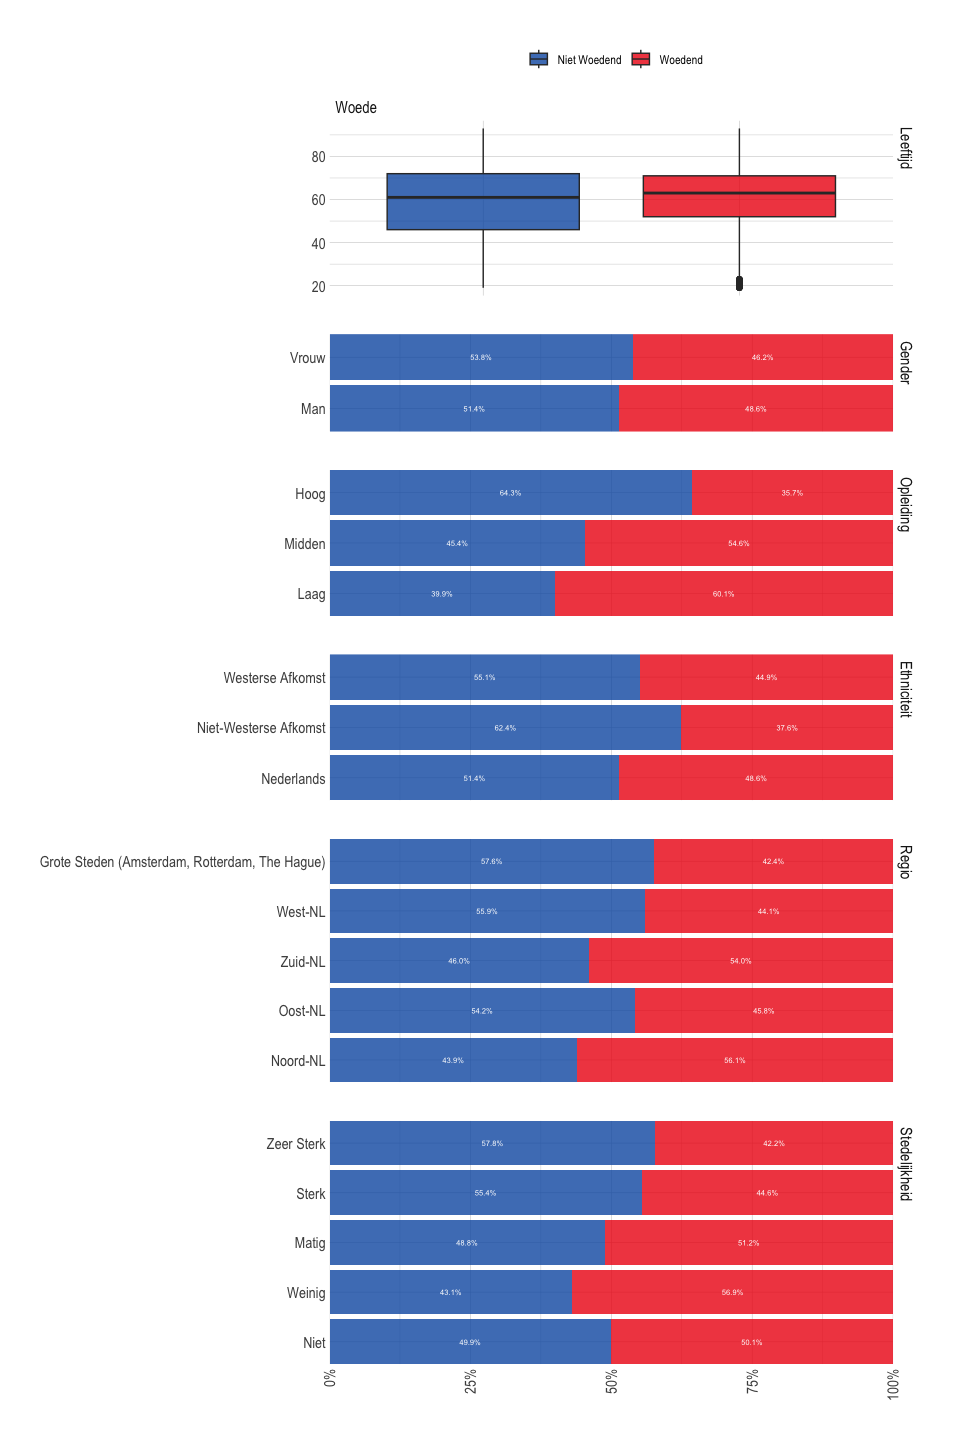 Niet Woedend Woedend
Woede
Leeftijd
80
60
40
20
Gender
Vrouw 53.8% 46.2%
Man 51.4% 48.6%
Opleiding
Hoog 64.3% 35.7%
Midden 45.4% 54.6%
Laag 39.9% 60.1%
Ethniciteit
Westerse Afkomst 55.1% 44.9%
Niet-Westerse Afkomst 62.4% 37.6%
Nederlands 51.4% 48.6%
Regio
Grote Steden (Amsterdam, Rotterdam, The Hague) 57.6% 42.4%
West-NL 55.9% 44.1%
Zuid-NL 46.0% 54.0%
Oost-NL 54.2% 45.8%
Noord-NL 43.9% 56.1%
Stedelijkheid
Zeer Sterk 57.8% 42.2%
Sterk 55.4% 44.6%
Matig 48.8% 51.2%
Weinig 43.1% 56.9%
Niet 49.9% 50.1%
0% 25% 50% 75% 100%